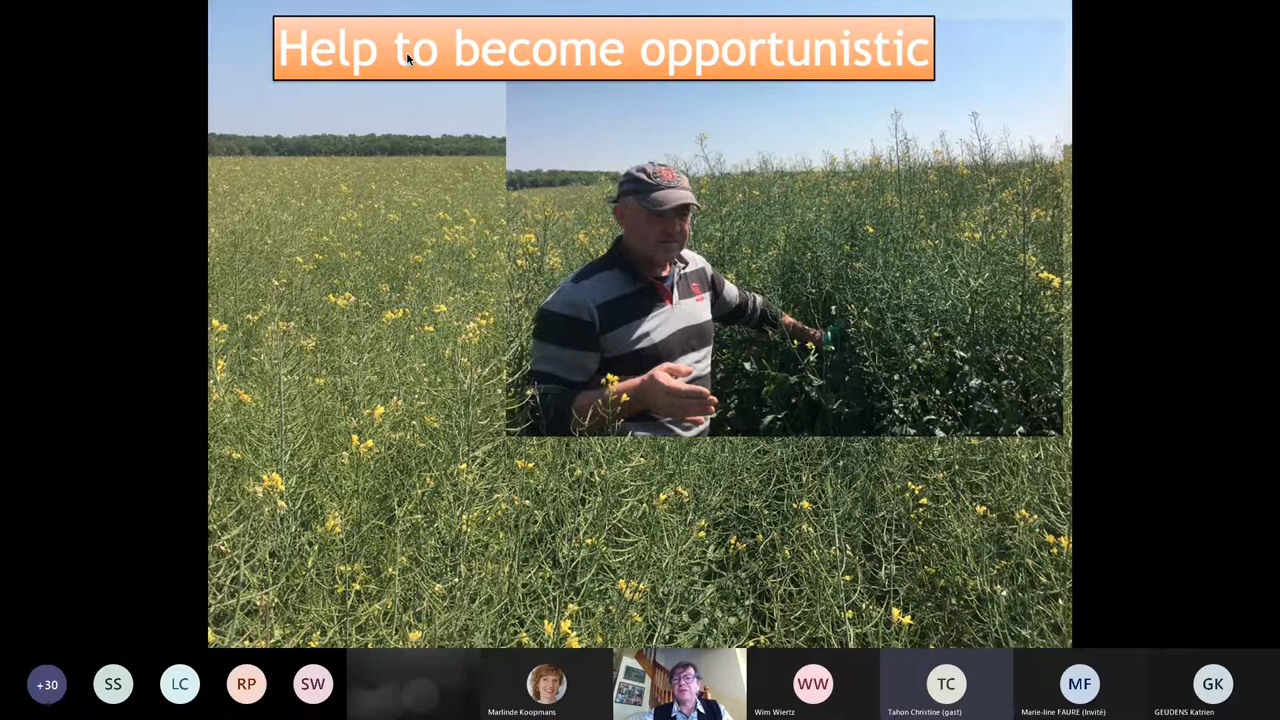 Help to become opportunistic
+30
SS
LC
RP
SW
Marlinde Koopmans
WW
Wim Wiertz
TC
Tahon Christine (gast)
MF
Marie-line FAURE (Invité)
GK
GEUDENS Katrien